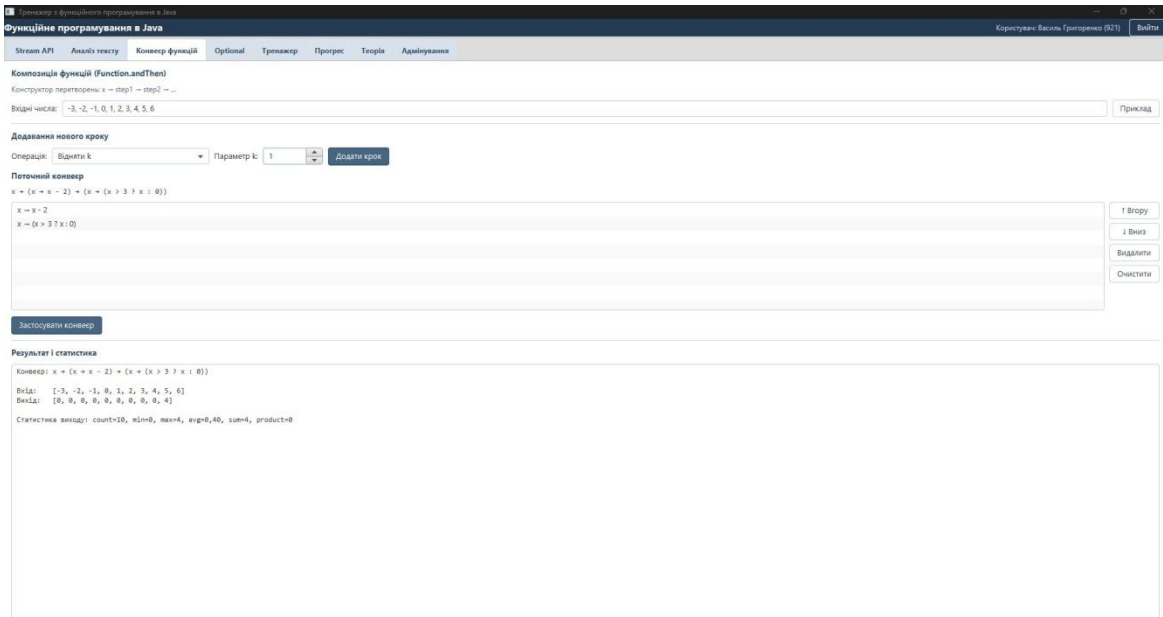 Тренажер з функційного програмування в Java
Функційне програмування в Java
Користувач: Василь Григоренко (921)
Вийти
Stream API
Аналіз тексту
Конвеєр функцій
Optional
Тренажер
Прогрес
Теорія
Адмінування
Композиція функцій (Function.andThen)
Конструктор перетворень: x → step1 → step2 → ...
Вхідні числа: -3, -2, -1, 0, 1, 2, 3, 4, 5, 6
Приклад
Додавання нового кроку
Операція: Відняти k
Параметр k: 1
Додати крок
Поточний конвеєр
x → (x → x - 2) → (x → (x > 3 ? x : 0))
x → x - 2
x → (x > 3 ? x : 0)
↑ Вгору
↓ Вниз
Видалити
Очистити
Застосувати конвеєр
Результат і статистика
Конвеєр: x → (x → x - 2) → (x → (x > 3 ? x : 0))
Вхід: [-3, -2, -1, 0, 1, 2, 3, 4, 5, 6]
Вихід: [0, 0, 0, 0, 0, 0, 0, 0, 0, 4]
Статистика виходу: count=10, min=0, max=4, avg=0,40, sum=4, product=0